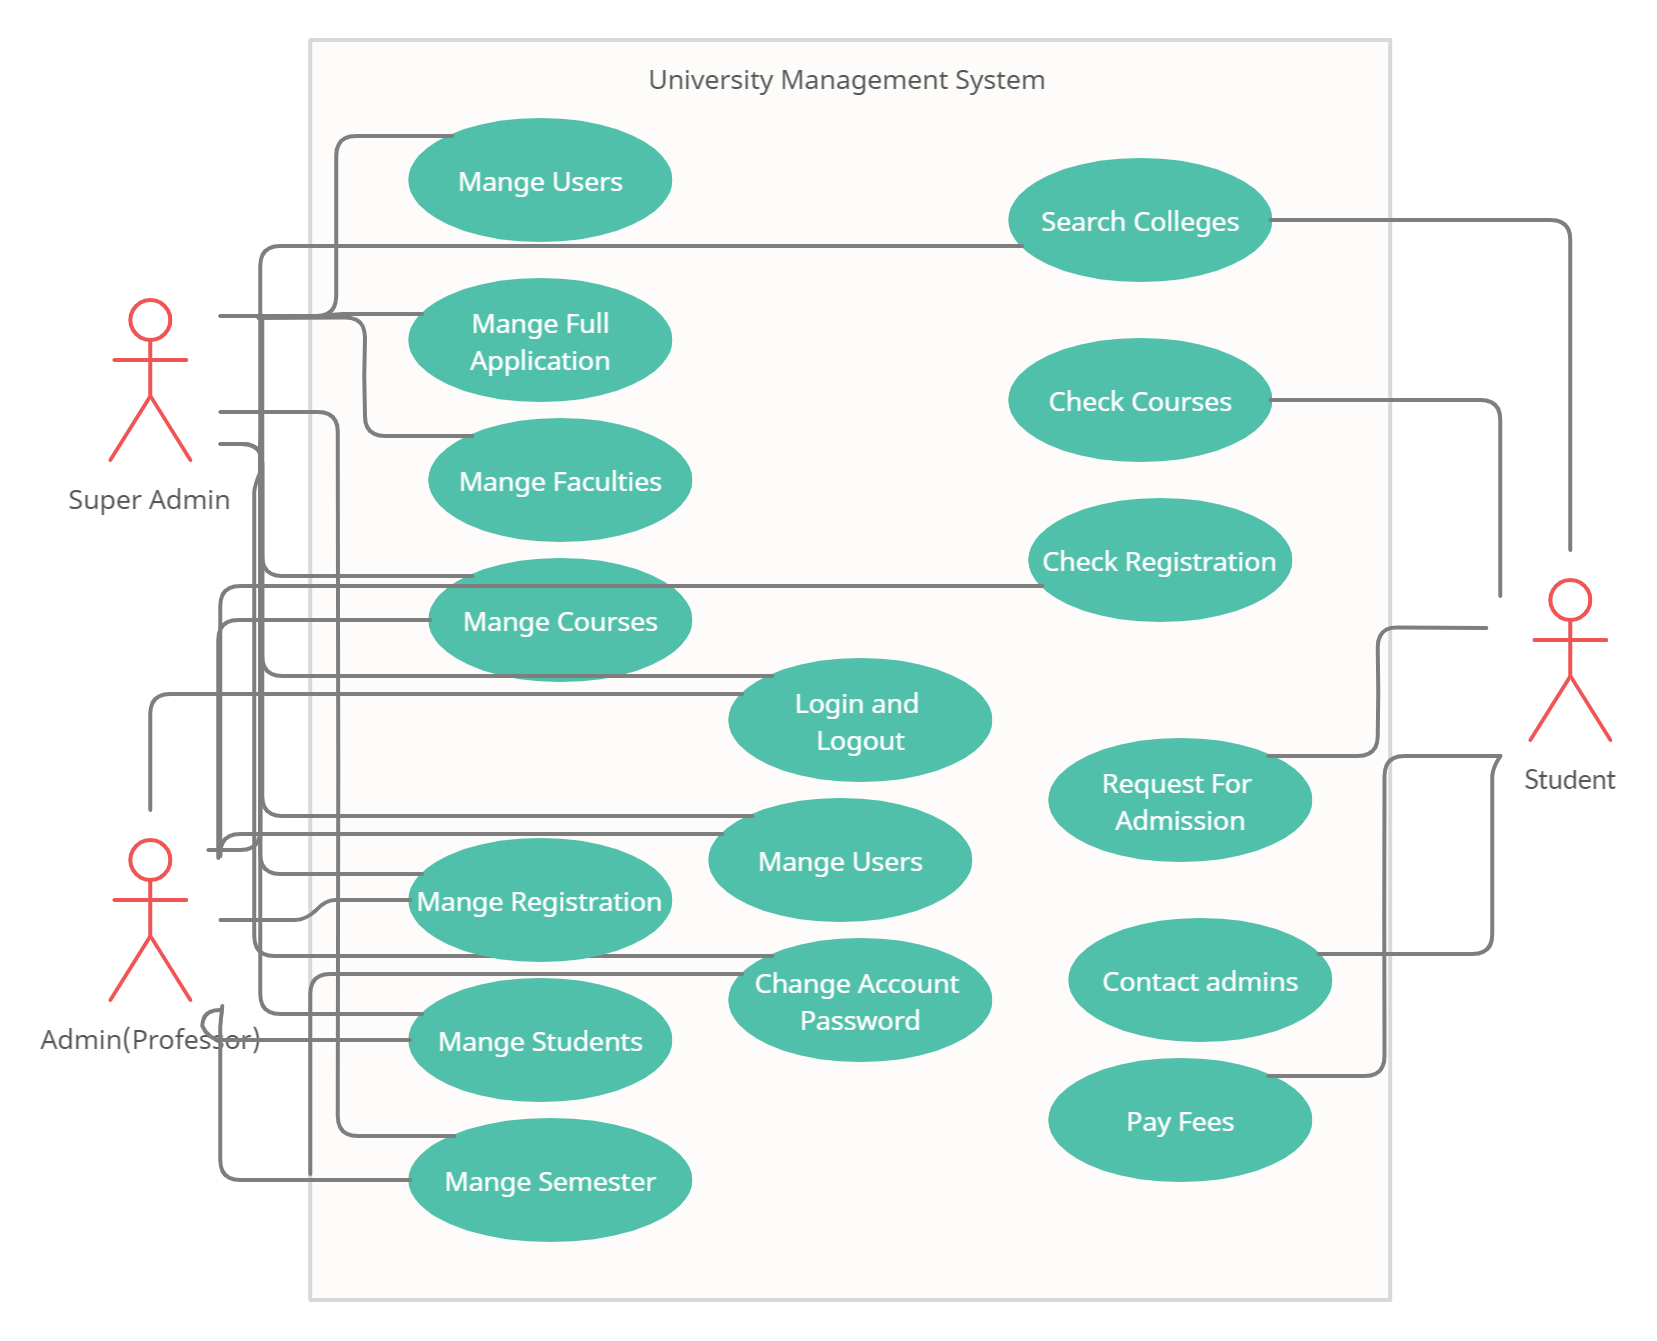 University Management System
Mange Users
Search Colleges
Mange Full
Application
Check Courses
Mange Faculties
Super Admin
Check Registration
Mange Courses
Login and
Logout
Request For
Admission
Student
Mange Users
Mange Registration
Change Account
Password
Contact admins
Admin(Professor)
Mange Students
Pay Fees
Mange Semester